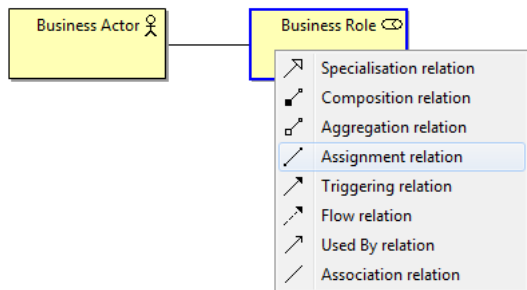 Business Actor
Business Role
Specialisation relation
Composition relation
Aggregation relation
Assignment relation
Triggering relation
Flow relation
Used By relation
Association relation